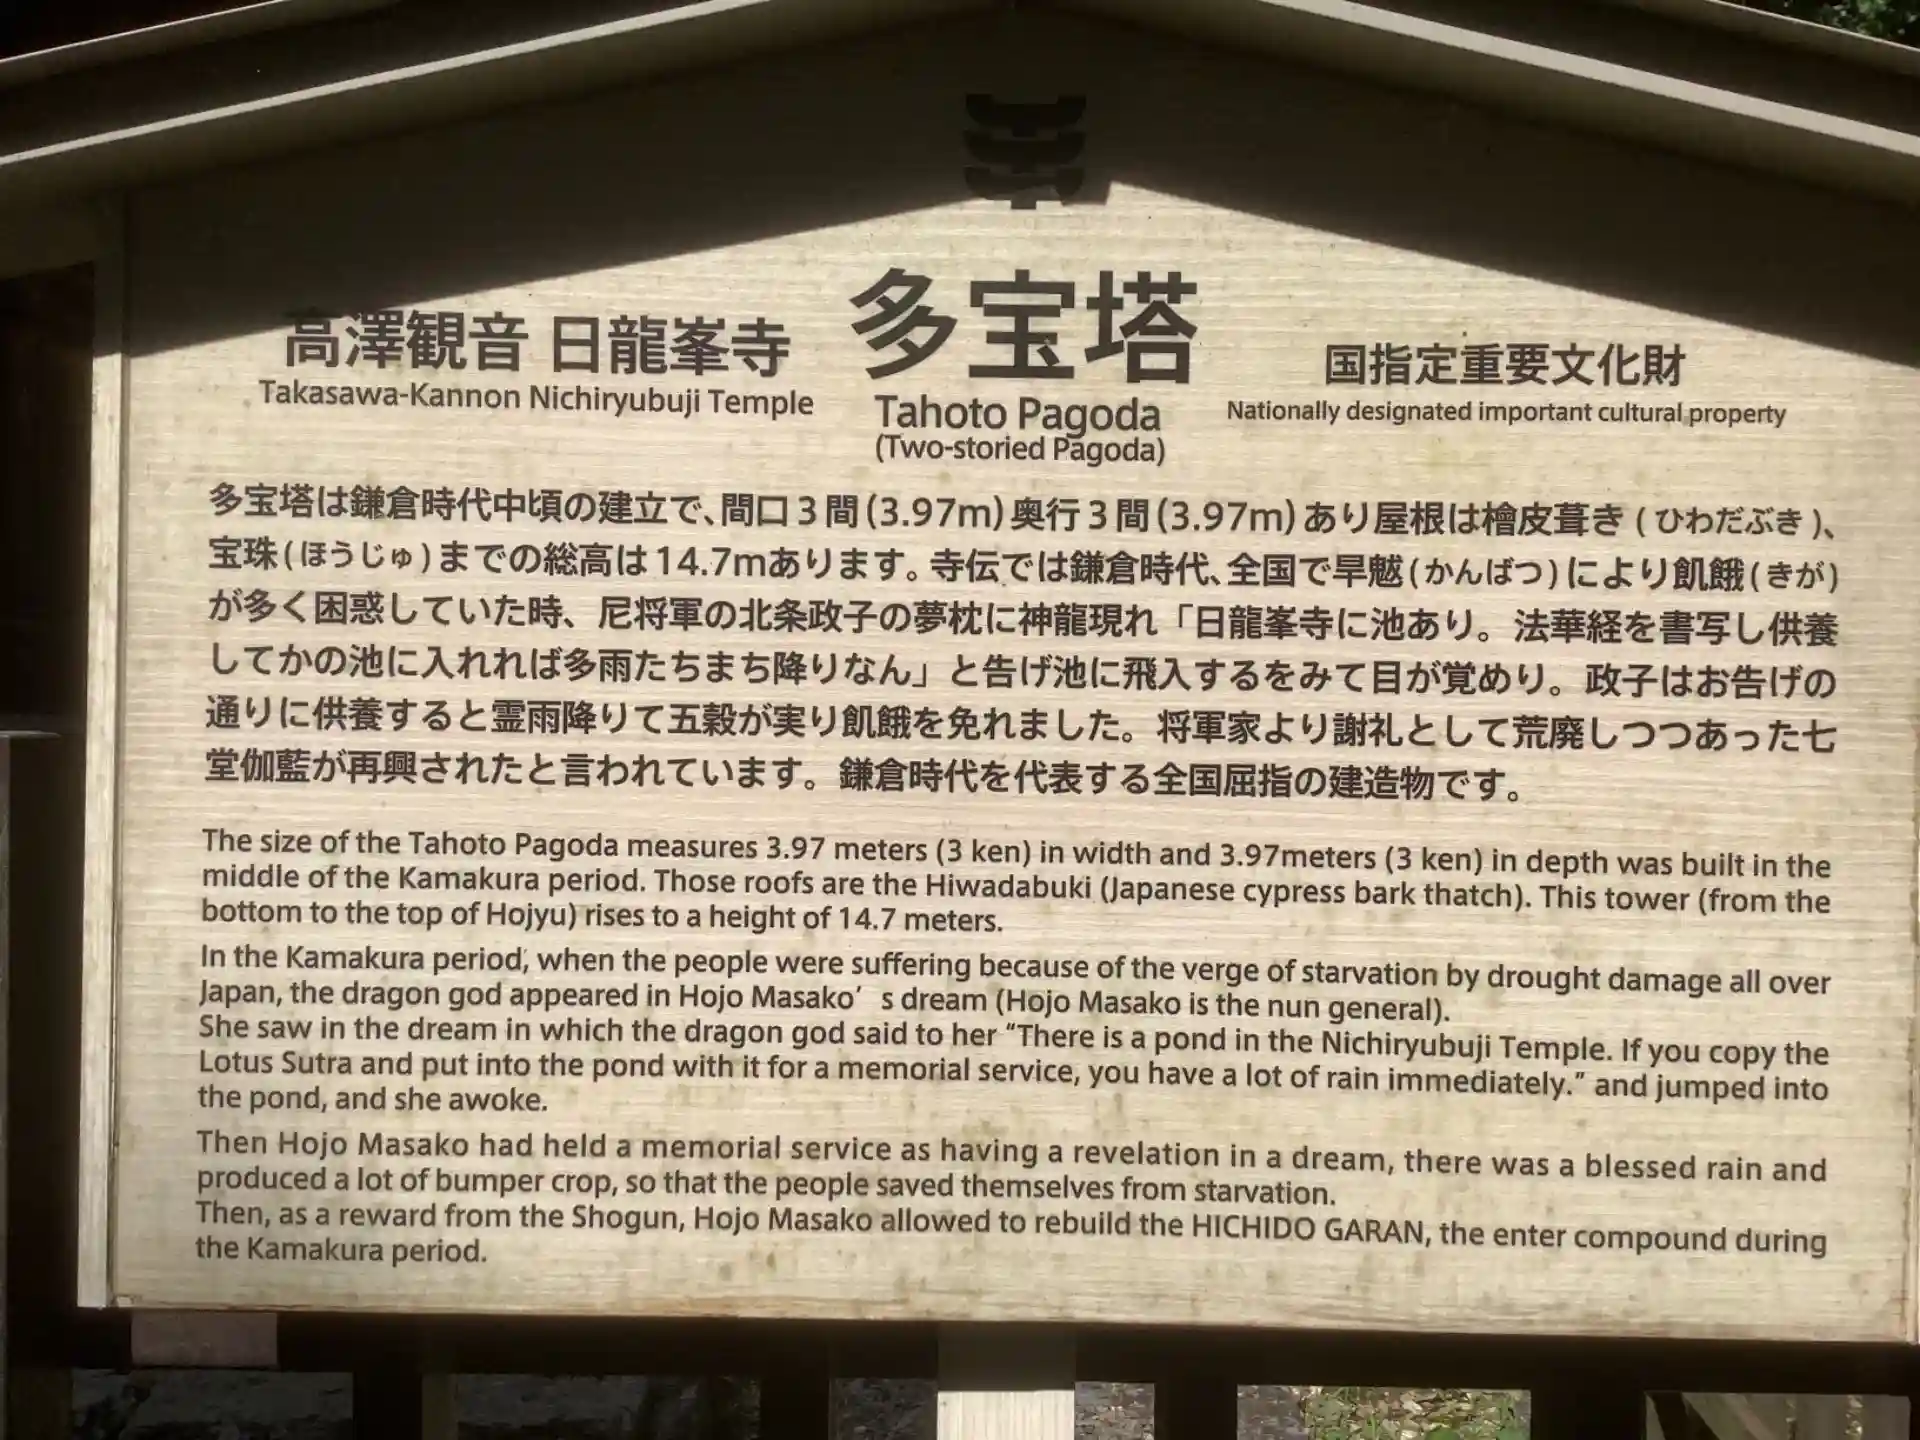 高澤観音 日龍峯寺
Takasawa-Kannon Nichiryubuji Temple
多宝塔
Tahoto Pagoda
(Two-storied Pagoda)
国指定重要文化財
Nationally designated important cultural property
多宝塔は鎌倉時代中頃の建立で、間口3間(3.97m)奥行3間(3.97m)あり屋根は檜皮葺き(ひわだぶき)、
宝珠(ほうじゅ)までの総高は14.7mあります。寺伝では鎌倉時代、全国で旱魃(かんばつ)により飢餓(きが)
が多く困惑していた時、尼将軍の北条政子の夢枕に神龍現れ「日龍峯寺に池あり。法華経を書写し供養
してかの池に入れれば多雨たちまち降りなん」と告げ池に飛入するをみて目が覚めり。政子はお告げの
通りに供養すると霊雨降りて五穀が実り飢餓を免れました。将軍家より謝礼として荒廃しつつあった七
堂伽藍が再興されたと言われています。鎌倉時代を代表する全国屈指の建造物です。
The size of the Tahoto Pagoda measures 3.97 meters (3 ken) in width and 3.97meters (3 ken) in depth was built in the
middle of the Kamakura period. Those roofs are the Hiwadabuki (Japanese cypress bark thatch). This tower (from the
bottom to the top of Hojyu) rises to a height of 14.7 meters.
In the Kamakura period, when the people were suffering because of the verge of starvation by drought damage all over
Japan, the dragon god appeared in Hojo Masako’ s dream (Hojo Masako is the nun general).
She saw in the dream in which the dragon god said to her “There is a pond in the Nichiryubuji Temple. If you copy the
Lotus Sutra and put into the pond with it for a memorial service, you have a lot of rain immediately.” and jumped into
the pond, and she awoke.
Then Hojo Masako had held a memorial service as having a revelation in a dream, there was a blessed rain and
produced a lot of bumper crop, so that the people saved themselves from starvation.
Then, as a reward from the Shogun, Hojo Masako allowed to rebuild the HICHIDO GARAN, the enter compound during
the Kamakura period.